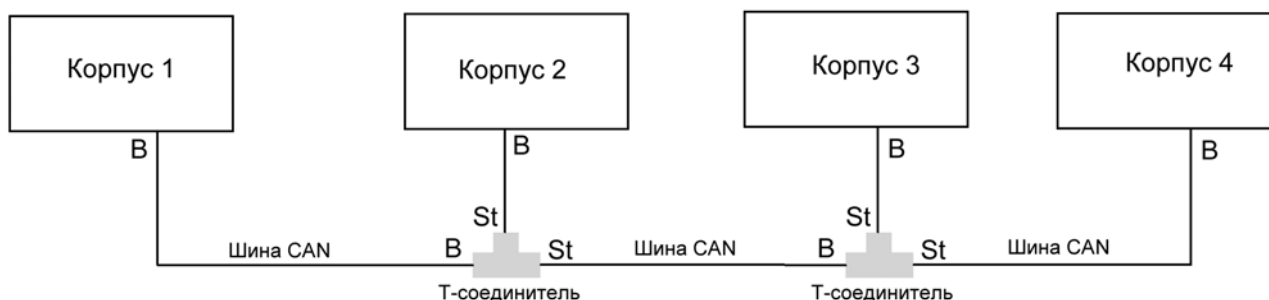 Корпус 1
Корпус 2
Корпус 3
Корпус 4
В
В
В
В
St
St
Шина CAN
В
St
Шина CAN
В
St
Шина CAN
Т-соединитель
Т-соединитель